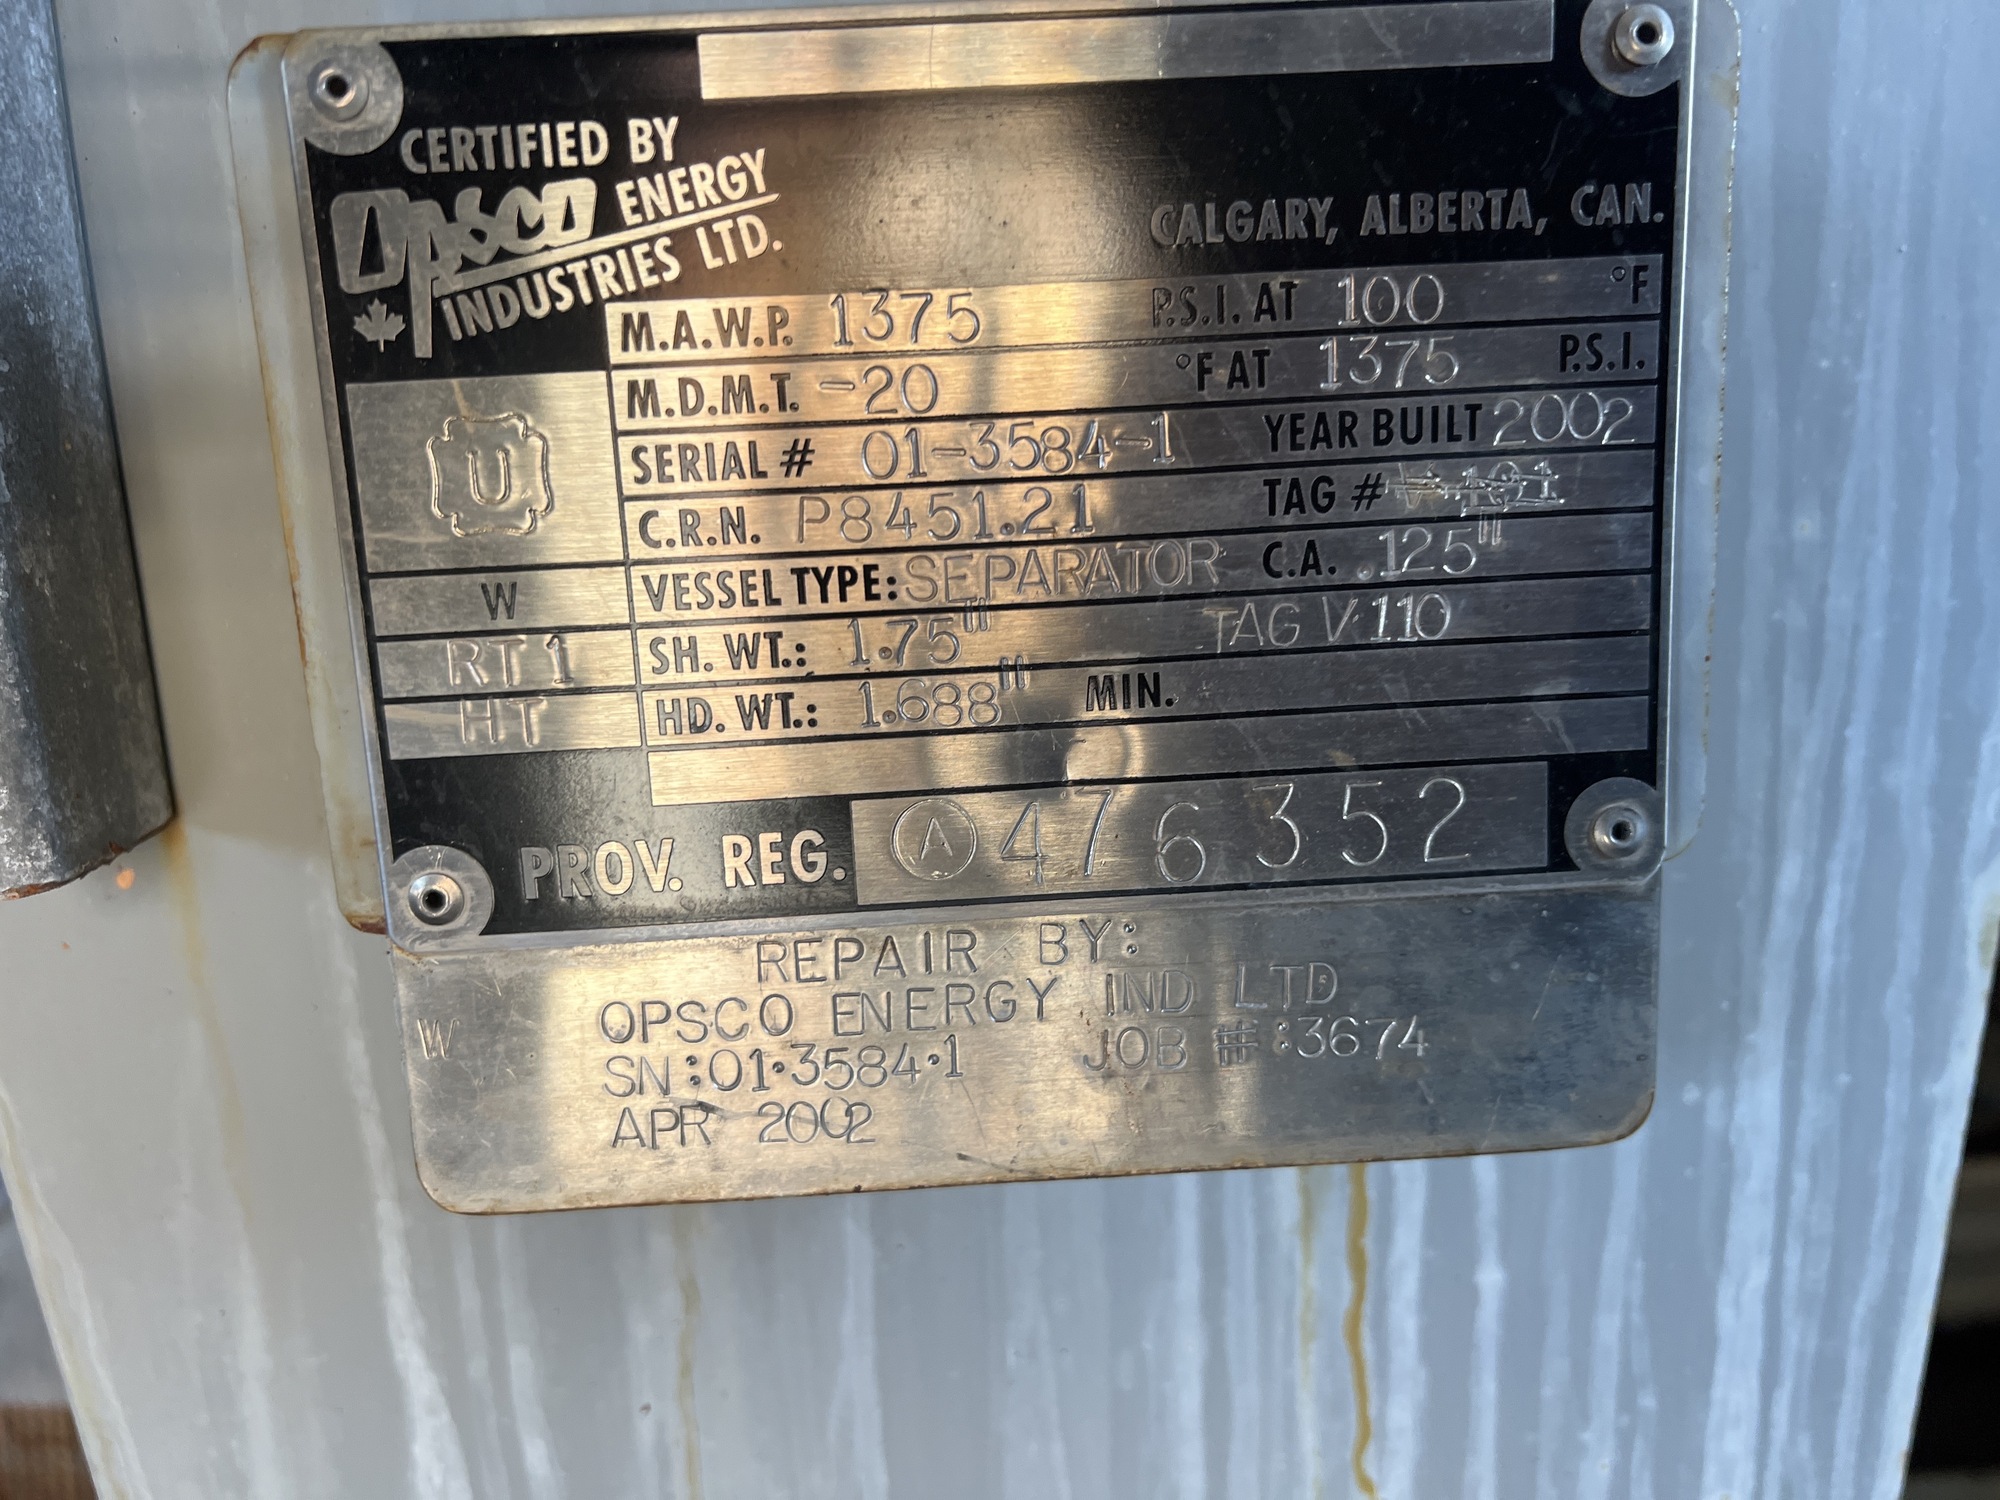 CERTIFIED BY
OPSCO ENERGY
INDUSTRIES LTD.
CALGARY, ALBERTA, CAN.
M.A.W.P. 1375 P.S.I. AT 100 °F
M.D.M.T. -20 °F AT 1375 P.S.I.
U
SERIAL # 01-3584-1 YEAR BUILT 2002
C.R.N. P8451.21 TAG #
W
VESSEL TYPE: SEPARATOR C.A. .125"
RT 1
SH. WT.: 1.75" TAG V·110
HT
HD. WT.: 1.688" MIN.
PROV. REG. A 476352
REPAIR BY:
W
OPSCO ENERGY IND LTD
SN:01·3584·1 JOB #:3674
APR 2002